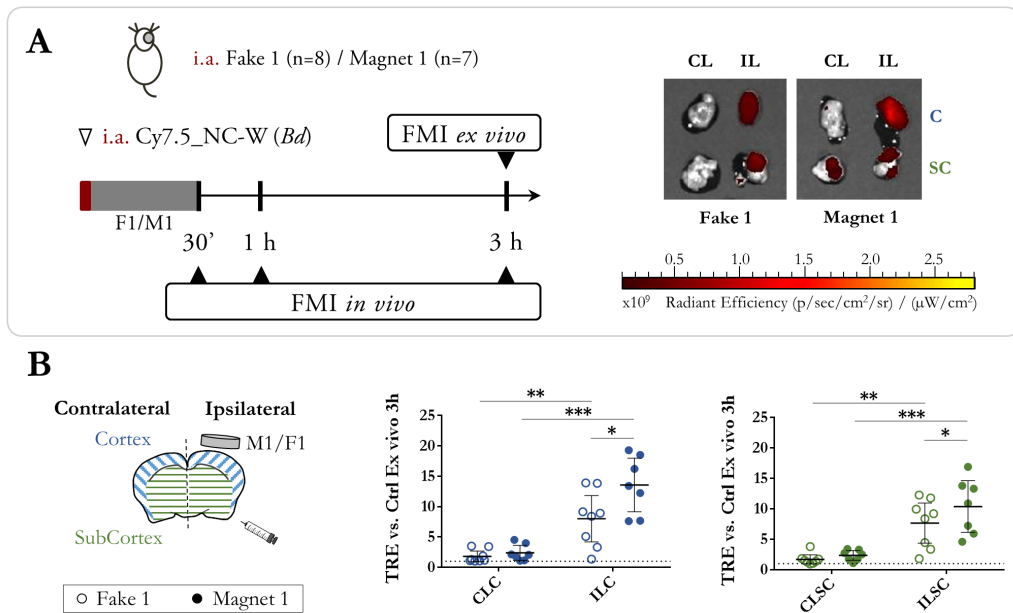 A
i.a. Fake 1 (n=8) / Magnet 1 (n=7)
∇ i.a. Cy7.5_NC-W (Bd)
FMI ex vivo
F1/M1
30’ 1 h 3 h
FMI in vivo
CL IL CL IL
C
SC
Fake 1 Magnet 1
0.5 1.0 1.5 2.0 2.5
x10⁹ Radiant Efficiency (p/sec/cm²/sr) / (µW/cm²)
B
Contralateral Ipsilateral
Cortex
M1/F1
SubCortex
○ Fake 1 ● Magnet 1
TRE vs. Ctrl Ex vivo 3h
25
20
15
10
5
0
**
***
*
CLC ILC
TRE vs. Ctrl Ex vivo 3h
25
20
15
10
5
0
**
***
*
CLSC ILSC